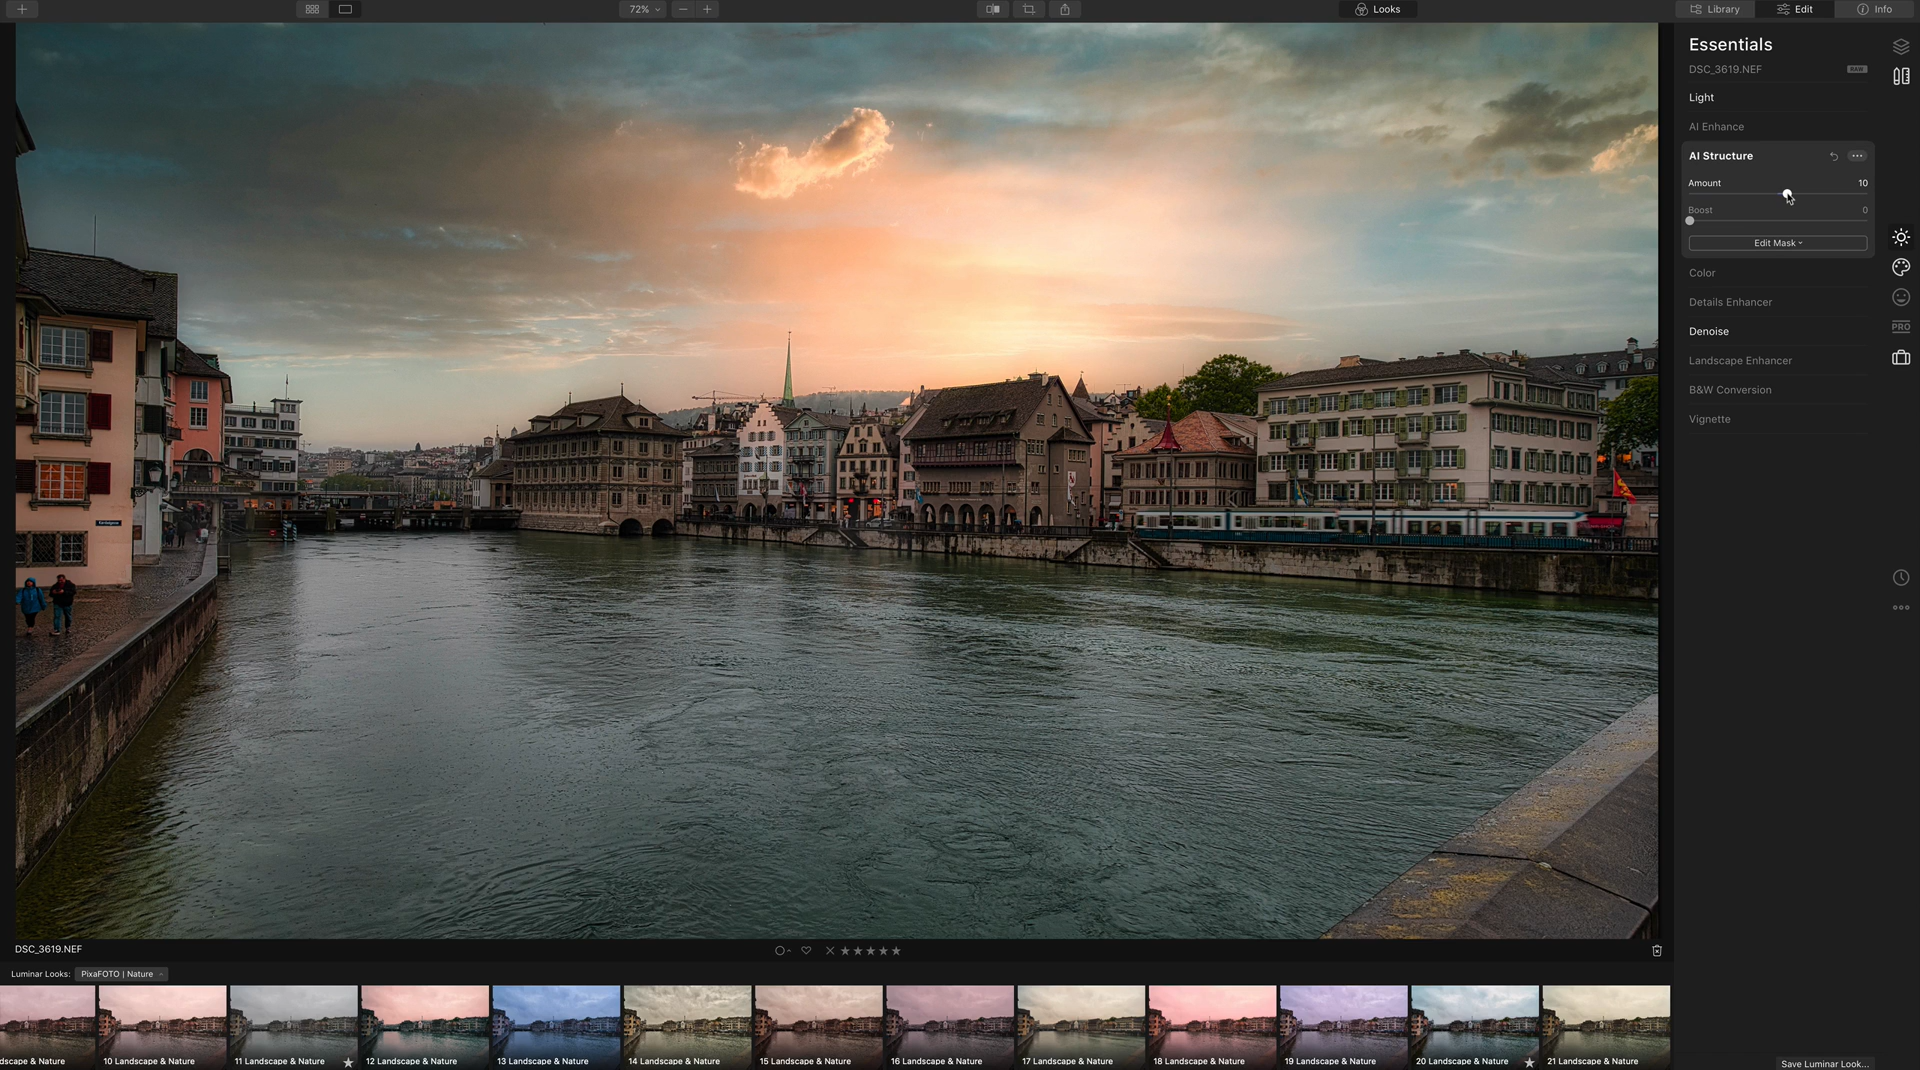 72%
Looks
Library
Edit
Info
Essentials
DSC_3619.NEF
RAW
Light
AI Enhance
AI Structure
Amount 10
Boost 0
Edit Mask
Color
Details Enhancer
Denoise
Landscape Enhancer
B&W Conversion
Vignette
PRO
DSC_3619.NEF
Luminar Looks: PixaFOTO | Nature
dscape & Nature
10 Landscape & Nature
11 Landscape & Nature
12 Landscape & Nature
13 Landscape & Nature
14 Landscape & Nature
15 Landscape & Nature
16 Landscape & Nature
17 Landscape & Nature
18 Landscape & Nature
19 Landscape & Nature
20 Landscape & Nature
21 Landscape & Nature
Save Luminar Look...